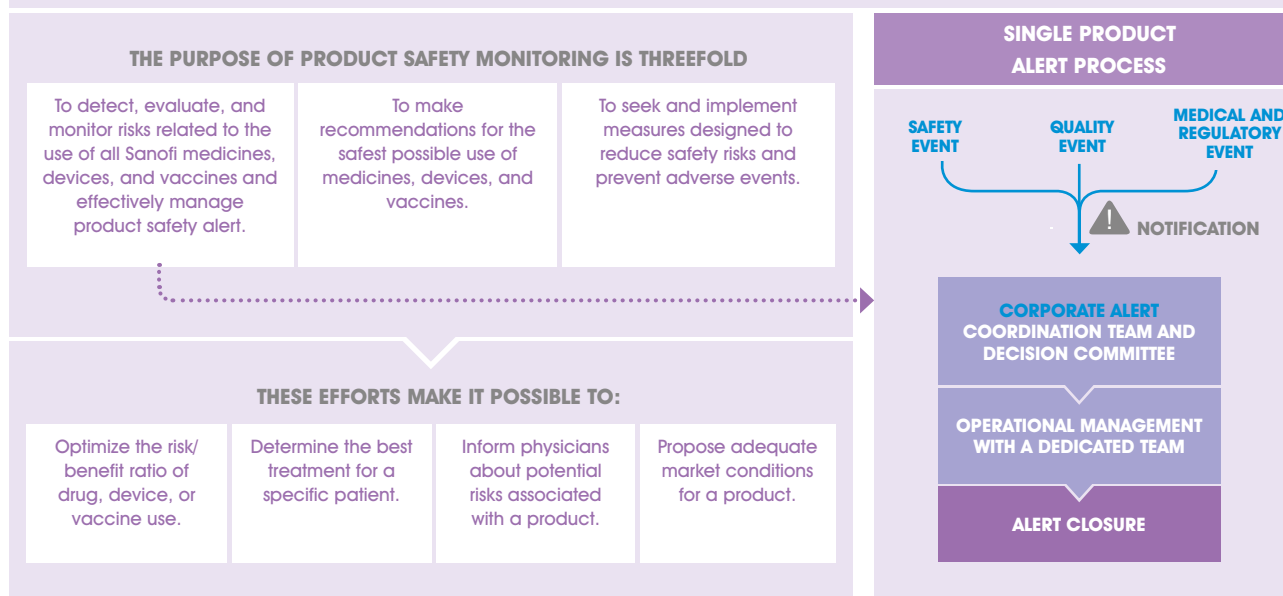 THE PURPOSE OF PRODUCT SAFETY MONITORING IS THREEFOLD
To detect, evaluate, and
monitor risks related to the
use of all Sanofi medicines,
devices, and vaccines and
effectively manage
product safety alert.
To make
recommendations for the
safest possible use of
medicines, devices, and
vaccines.
To seek and implement
measures designed to
reduce safety risks and
prevent adverse events.
THESE EFFORTS MAKE IT POSSIBLE TO:
Optimize the risk/
benefit ratio of
drug, device, or
vaccine use.
Determine the best
treatment for a
specific patient.
Inform physicians
about potential
risks associated
with a product.
Propose adequate
market conditions
for a product.
SINGLE PRODUCT
ALERT PROCESS
SAFETY
EVENT
QUALITY
EVENT
MEDICAL AND
REGULATORY
EVENT
! NOTIFICATION
CORPORATE ALERT
COORDINATION TEAM AND
DECISION COMMITTEE
OPERATIONAL MANAGEMENT
WITH A DEDICATED TEAM
ALERT CLOSURE